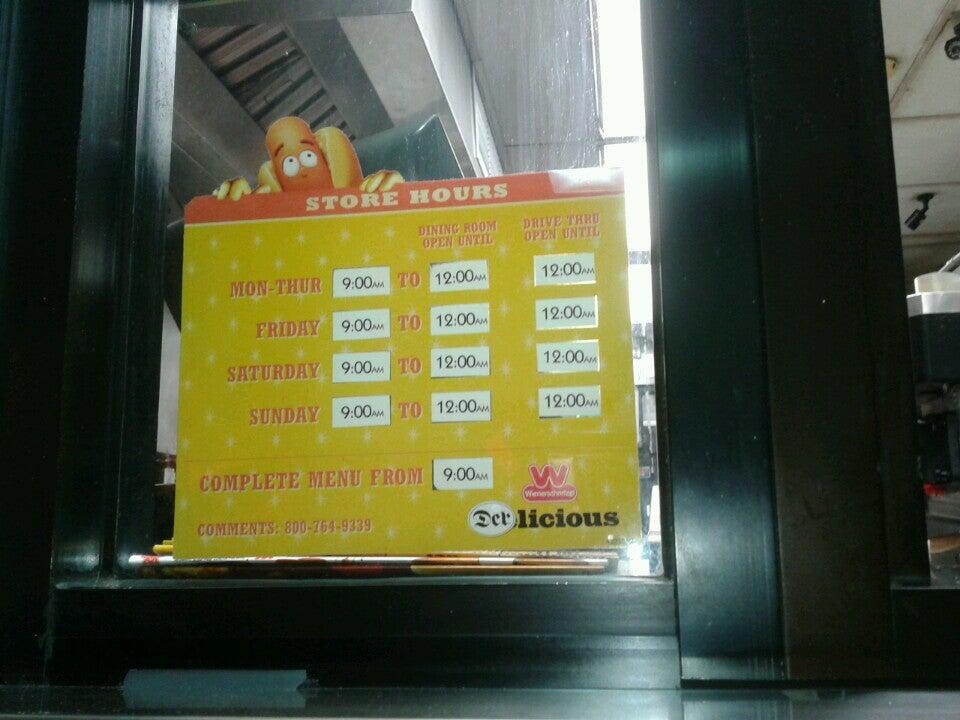 STORE HOURS
DINING ROOM OPEN UNTIL
DRIVE THRU OPEN UNTIL
MON-THUR 9:00AM TO 12:00AM 12:00AM
FRIDAY 9:00AM TO 12:00AM 12:00AM
SATURDAY 9:00AM TO 12:00AM 12:00AM
SUNDAY 9:00AM TO 12:00AM 12:00AM
COMPLETE MENU FROM 9:00AM
W
Wienerschnitzel
Der licious
COMMENTS: 800-764-9339